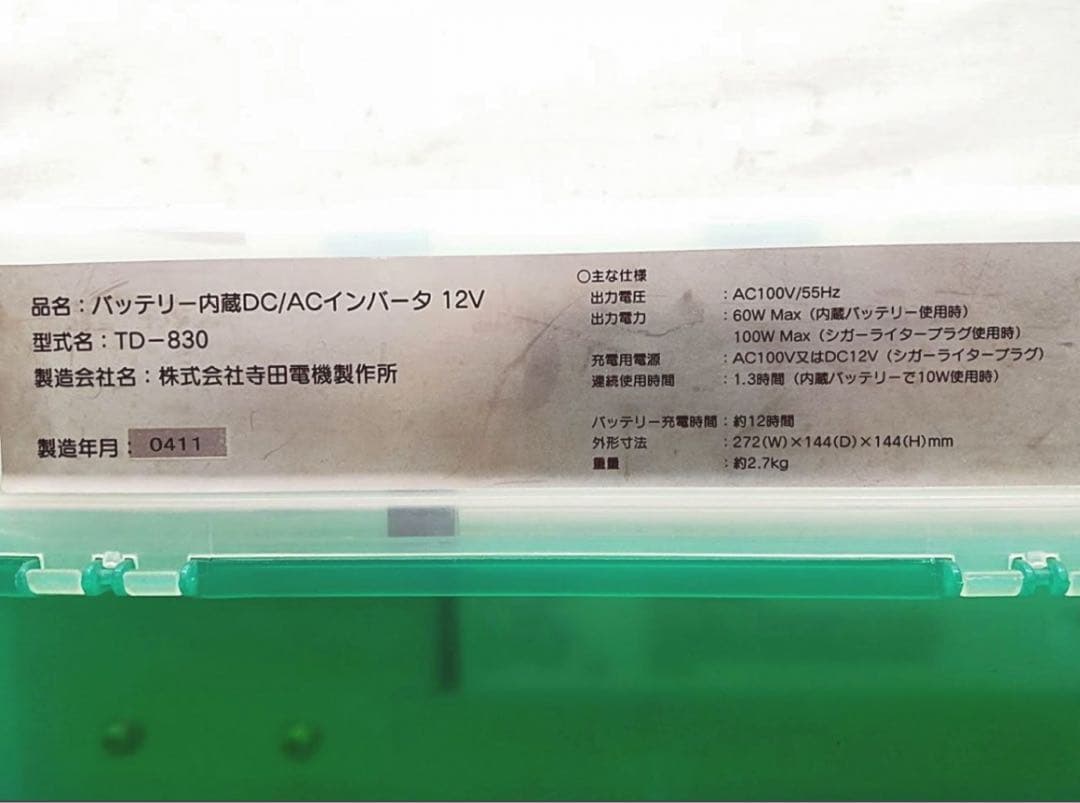 品名：バッテリー内蔵DC/ACインバータ 12V
型式名：TD−830
製造会社名：株式会社寺田電機製作所
製造年月：0411
○主な仕様
出力電圧：AC100V/55Hz
出力電力：60W Max（内蔵バッテリー使用時）
100W Max（シガーライタープラグ使用時）
充電用電源：AC100V又はDC12V（シガーライタープラグ）
連続使用時間：1.3時間（内蔵バッテリーで10W使用時）
バッテリー充電時間：約12時間
外形寸法：272(W)×144(D)×144(H)mm
重量：約2.7kg